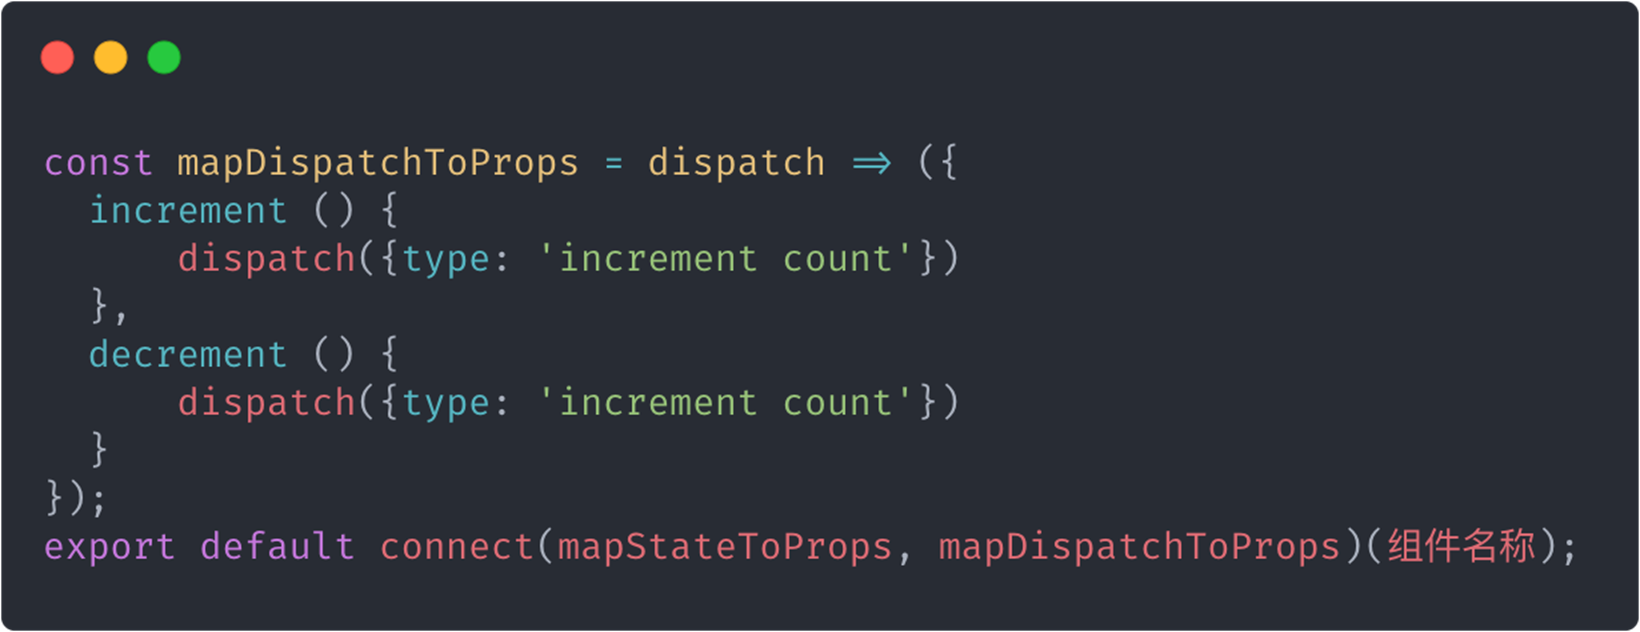 const mapDispatchToProps = dispatch => ({
  increment () {
      dispatch({type: 'increment count'})
  },
  decrement () {
      dispatch({type: 'increment count'})
  }
});
export default connect(mapStateToProps, mapDispatchToProps)(组件名称);